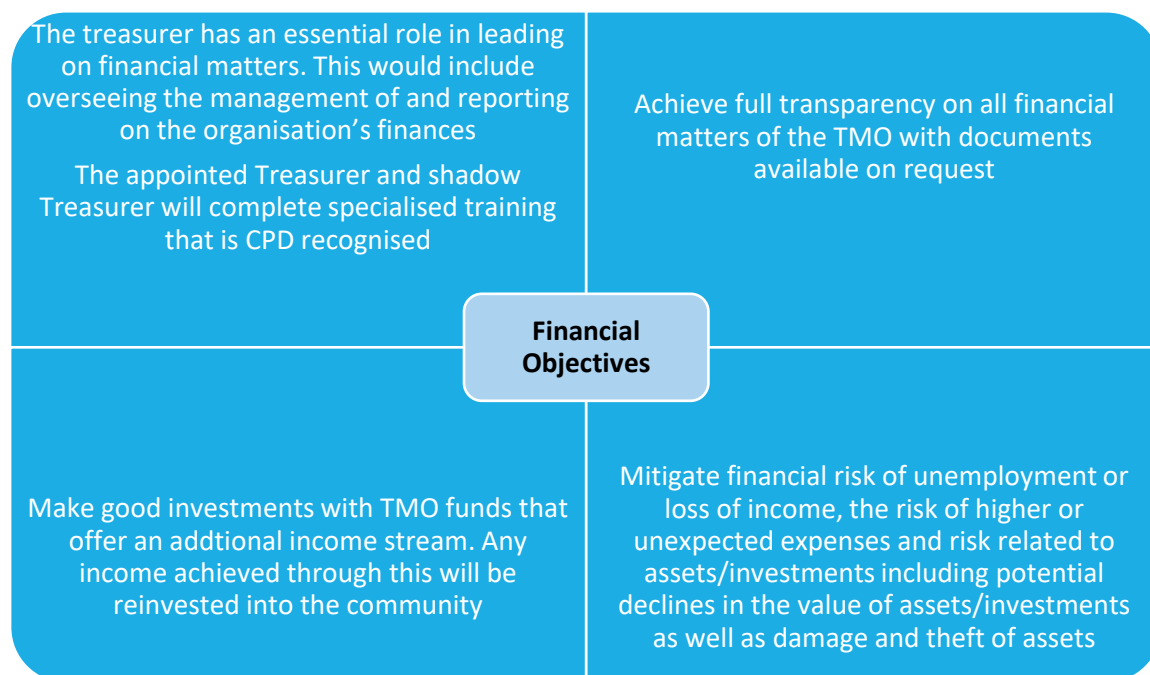 The treasurer has an essential role in leading
on financial matters. This would include
overseeing the management of and reporting
on the organisation’s finances
The appointed Treasurer and shadow
Treasurer will complete specialised training
that is CPD recognised
Achieve full transparency on all financial
matters of the TMO with documents
available on request
Financial
Objectives
Make good investments with TMO funds that
offer an addtional income stream. Any
income achieved through this will be
reinvested into the community
Mitigate financial risk of unemployment or
loss of income, the risk of higher or
unexpected expenses and risk related to
assets/investments including potential
declines in the value of assets/investments
as well as damage and theft of assets